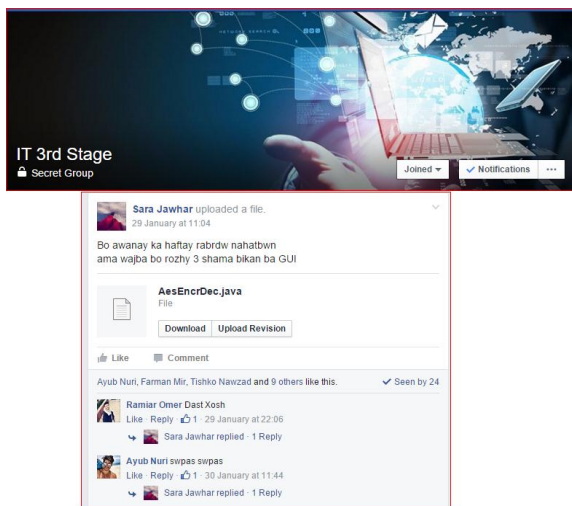 NETWORK SEARCH
IT 3rd Stage
Secret Group
Joined
Notifications
Sara Jawhar uploaded a file.
29 January at 11:04
Bo awanay ka haftay rabrdw nahatbwn
ama wajba bo rozhy 3 shama bikan ba GUI
AesEncrDec.java
File
Download Upload Revision
Like Comment
Ayub Nuri, Farman Mir, Tishko Nawzad and 9 others like this. Seen by 24
Ramiar Omer Dast Xosh
Like · Reply · 1 · 29 January at 22:06
Sara Jawhar replied · 1 Reply
Ayub Nuri swpas swpas
Like · Reply · 1 · 30 January at 11:44
Sara Jawhar replied · 1 Reply